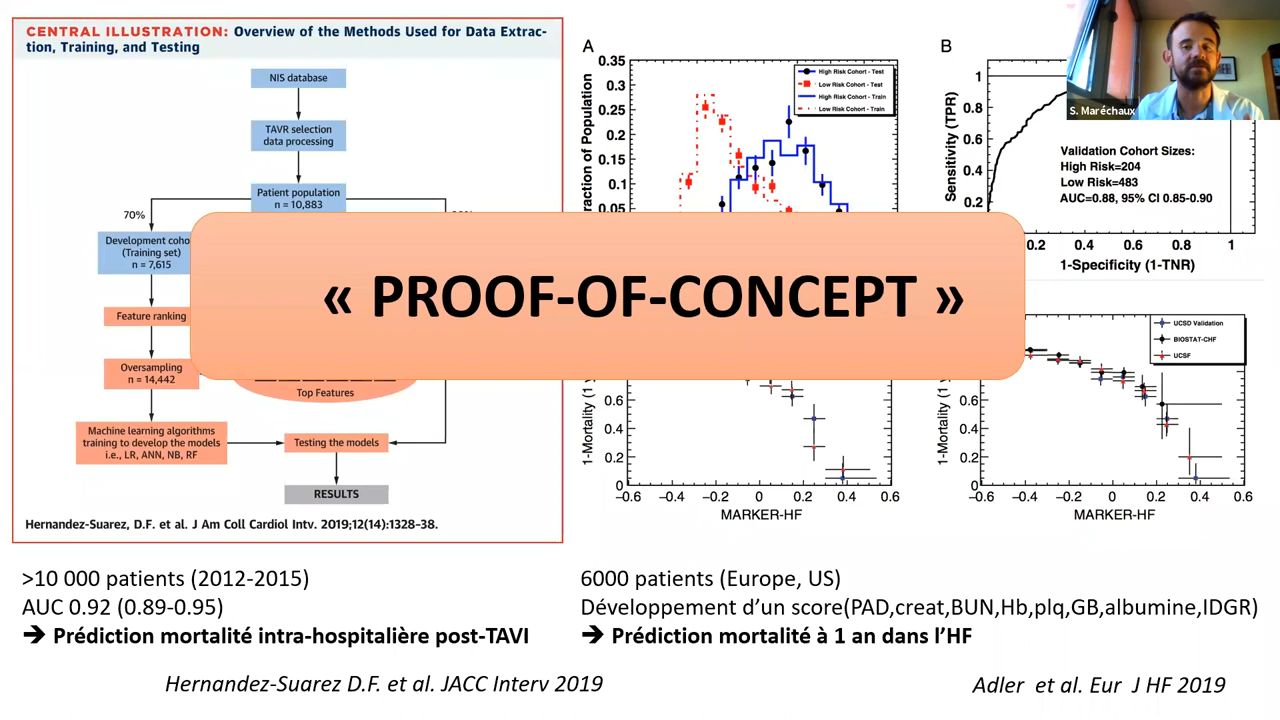 CENTRAL ILLUSTRATION: Overview of the Methods Used for Data Extrac-
tion, Training, and Testing
NIS database
TAVR selection
data processing
Patient population
n = 10,883
70%
Development coho
(Training set)
n = 7,615
Feature ranking
Oversampling
n = 14,442
Top Features
Machine learning algorithms
training to develop the models
i.e., LR, ANN, NB, RF
Testing the models
RESULTS
Hernandez-Suarez, D.F. et al. J Am Coll Cardiol Intv. 2019;12(14):1328–38.
A
raction of Population
0.35
0.3
0.25
0.2
0.15
0.1
0.05
High Risk Cohort - Test
Low Risk Cohort - Test
High Risk Cohort - Train
Low Risk Cohort - Train
B
Sensitivity (TPR)
1
0.8
0.6
0.4
0.2
Validation Cohort Sizes:
High Risk=204
Low Risk=483
AUC=0.88, 95% CI 0.85-0.90
0.2 0.4 0.6 0.8 1
1-Specificity (1-TNR)
S. Maréchaux
« PROOF-OF-CONCEPT »
1-Mortality (1 y
0.6
0.4
0.2
0
−0.6 −0.4 −0.2 0 0.2 0.4 0.6
MARKER-HF
UCSD Validation
BIOSTAT-CHF
UCSF
1-Mortality (1 y
0.6
0.4
0.2
0
−0.6 −0.4 −0.2 0 0.2 0.4 0.6
MARKER-HF
>10 000 patients (2012-2015)
AUC 0.92 (0.89-0.95)
➔ Prédiction mortalité intra-hospitalière post-TAVI
Hernandez-Suarez D.F. et al. JACC Interv 2019
6000 patients (Europe, US)
Développement d’un score(PAD,creat,BUN,Hb,plq,GB,albumine,IDGR)
➔ Prédiction mortalité à 1 an dans l’HF
Adler et al. Eur J HF 2019